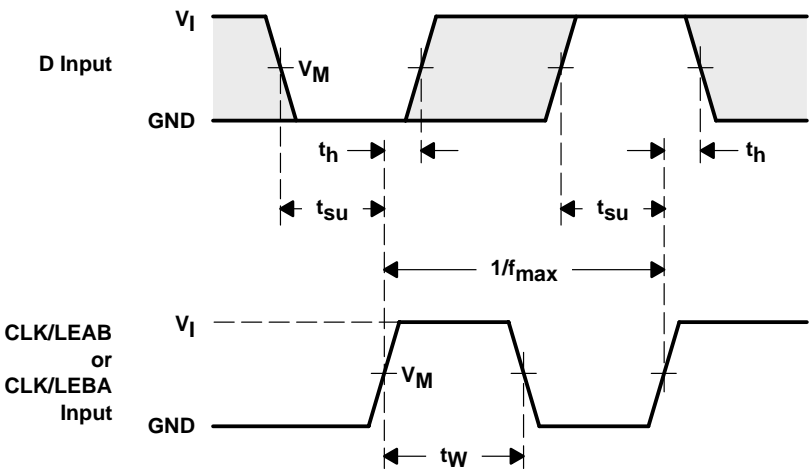 VI
D Input
VM
GND
th
th
tsu
tsu
1/fmax
VI
CLK/LEAB
or
CLK/LEBA
Input
VM
GND
tW